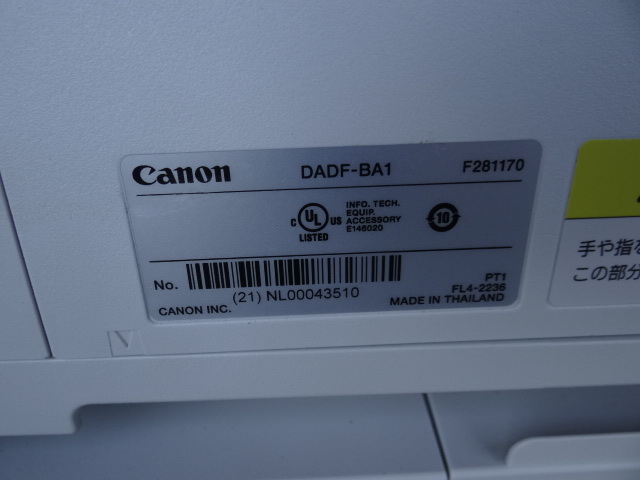 Canon DADF-BA1 F281170
C UL US LISTED
INFO. TECH.
EQUIP.
ACCESSORY
E146020
10
No.
(21) NL00043510
PT1
FL4-2236
CANON INC.
MADE IN THAILAND
手や指を
この部分
V